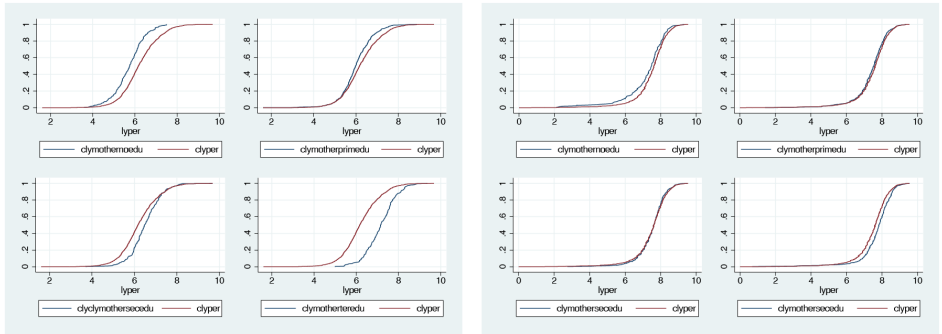 1
.8
.6
.4
.2
0
2 4 6 8 10
lyper
clymothernoedu clyper
1
.8
.6
.4
.2
0
2 4 6 8 10
lyper
clymotherprimedu clyper
1
.8
.6
.4
.2
0
0 2 4 6 8 10
lyper
clymothernoedu clyper
1
.8
.6
.4
.2
0
0 2 4 6 8 10
lyper
clymotherprimedu clyper
1
.8
.6
.4
.2
0
2 4 6 8 10
lyper
clyclymothersecedu clyper
1
.8
.6
.4
.2
0
2 4 6 8 10
lyper
clymotherteredu clyper
1
.8
.6
.4
.2
0
0 2 4 6 8 10
lyper
clymothersecedu clyper
1
.8
.6
.4
.2
0
0 2 4 6 8 10
lyper
clymothersecedu clyper